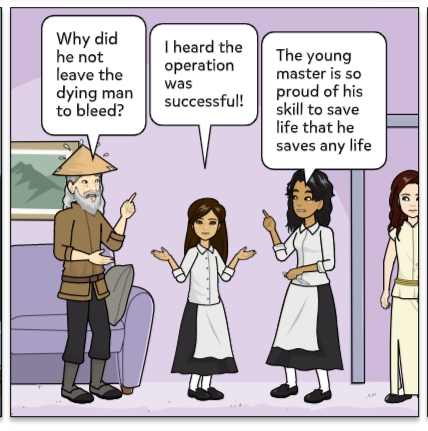 Why did
he not
leave the
dying man
to bleed?
I heard the
operation
was
successful!
The young
master is so
proud of his
skill to save
life that he
saves any life